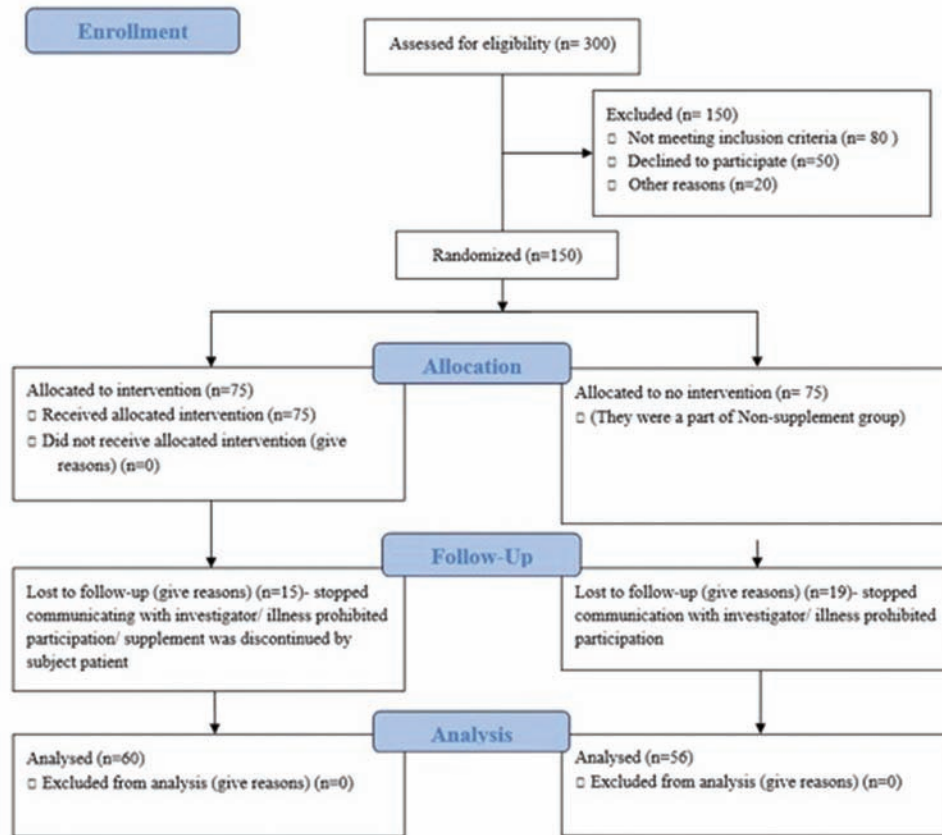 Enrollment
Assessed for eligibility (n= 300)
Excluded (n= 150)
▯ Not meeting inclusion criteria (n= 80 )
▯ Declined to participate (n=50)
▯ Other reasons (n=20)
Randomized (n=150)
Allocation
Allocated to intervention (n=75)
▯ Received allocated intervention (n=75)
▯ Did not receive allocated intervention (give
reasons) (n=0)
Allocated to no intervention (n= 75)
▯ (They were a part of Non-supplement group)
Follow-Up
Lost to follow-up (give reasons) (n=15)- stopped
communicating with investigator/ illness prohibited
participation/ supplement was discontinued by
subject patient
Lost to follow-up (give reasons) (n=19)- stopped
communication with investigator/ illness prohibited
participation
Analysis
Analysed (n=60)
▯ Excluded from analysis (give reasons) (n=0)
Analysed (n=56)
▯ Excluded from analysis (give reasons) (n=0)